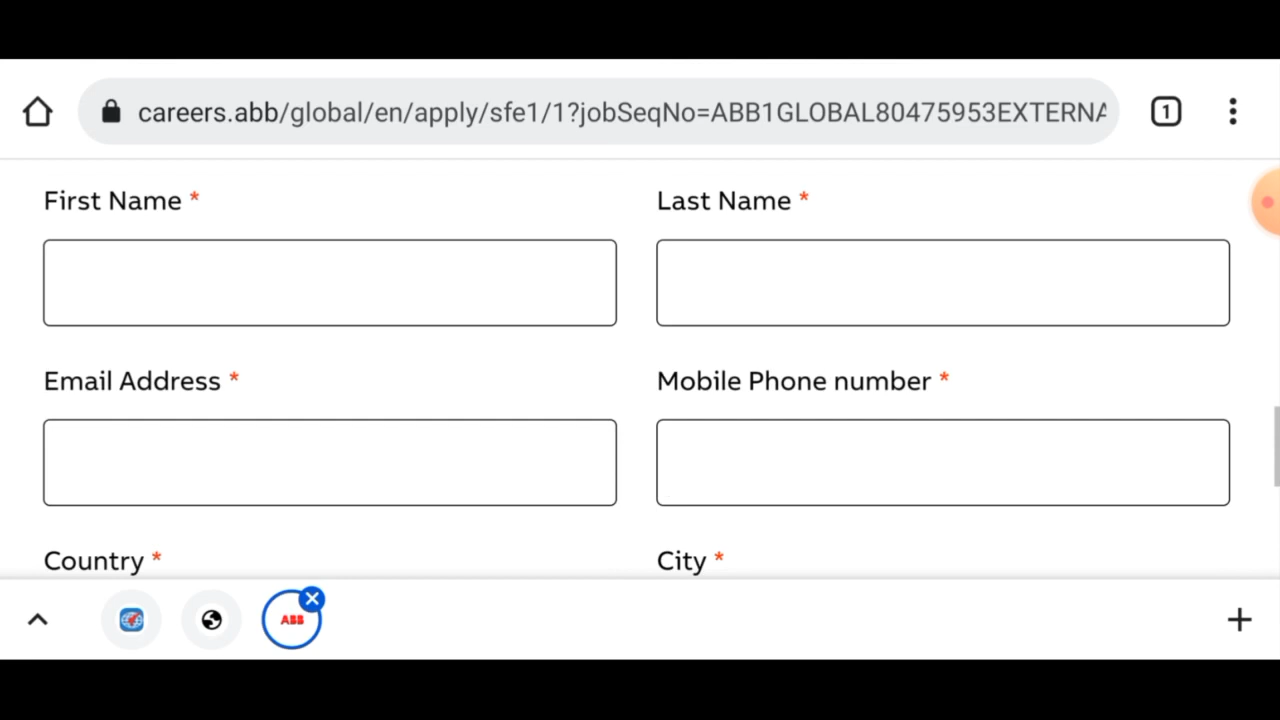 careers.abb/global/en/apply/sfe1/1?jobSeqNo=ABB1GLOBAL80475953EXTERNA
1
First Name *
Last Name *
Email Address *
Mobile Phone number *
Country *
City *
ABB